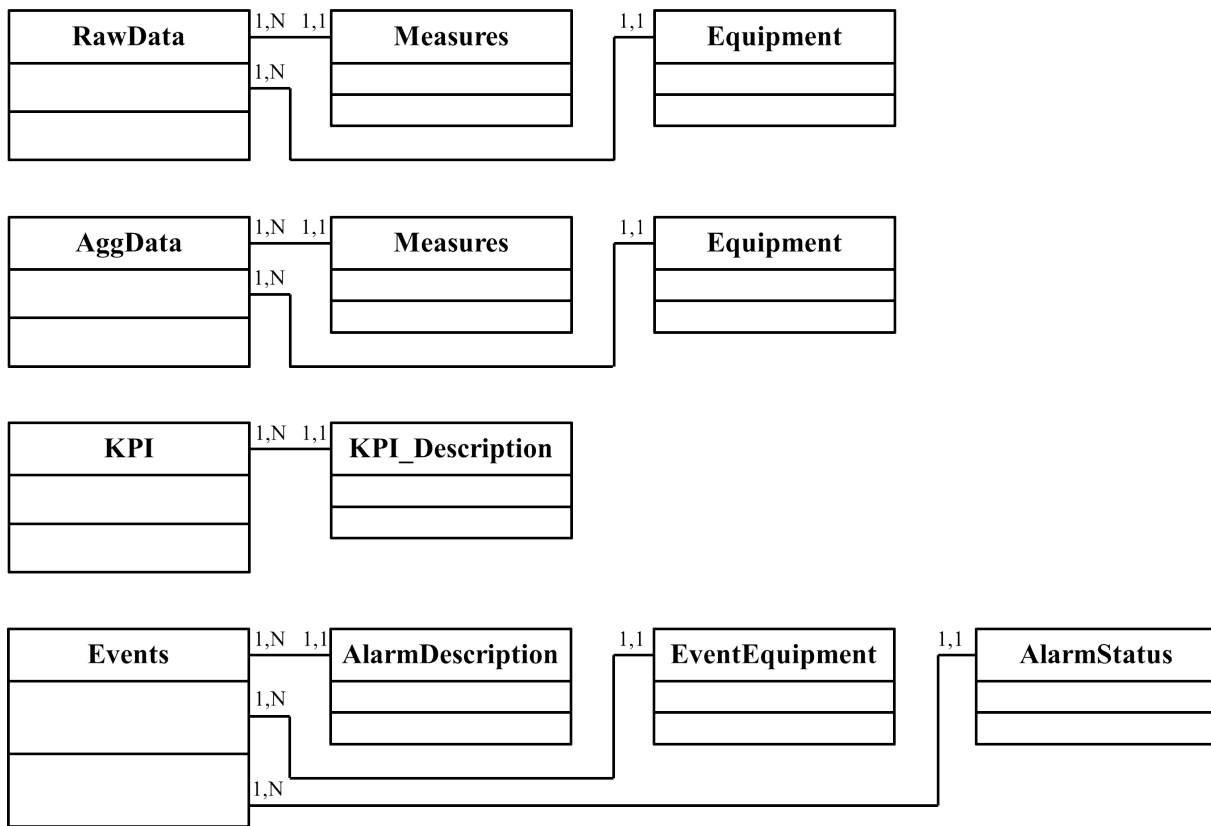 RawData 1,N 1,1 Measures 1,1 Equipment
1,N
AggData 1,N 1,1 Measures 1,1 Equipment
1,N
KPI 1,N 1,1 KPI_Description
Events 1,N 1,1 AlarmDescription 1,1 EventEquipment 1,1 AlarmStatus
1,N
1,N